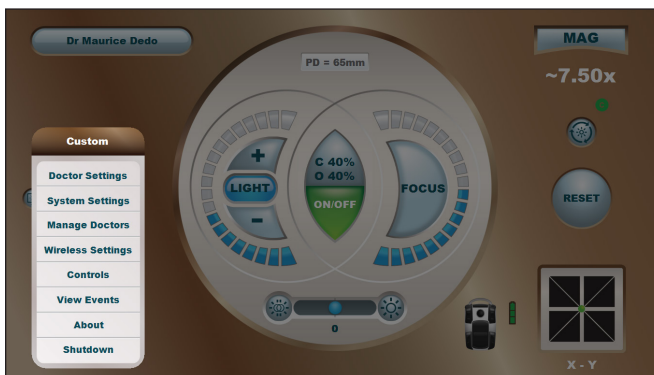 Dr Maurice Dedo
PD = 65mm
MAG
~7.50x
Custom
Doctor Settings
System Settings
Manage Doctors
Wireless Settings
Controls
View Events
About
Shutdown
+
LIGHT
-
C 40%
O 40%
ON/OFF
FOCUS
RESET
0
X - Y